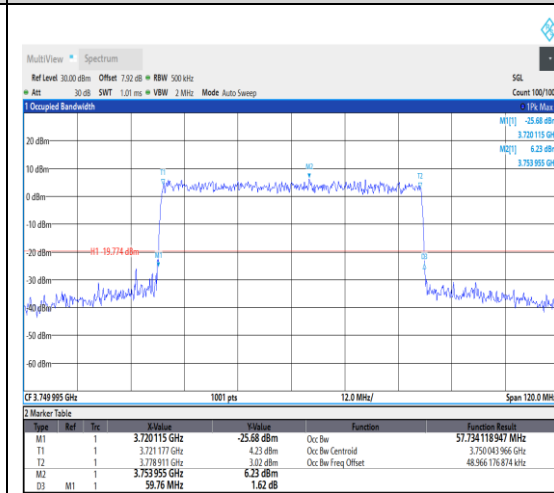 MultiView Spectrum
Ref Level 30.00 dBm Offset 7.92 dB RBW 500 kHz SGL
Att 30 dB SWT 1.01 ms VBW 2 MHz Mode Auto Sweep Count 100/100
1 Occupied Bandwidth 1Pk Max
M1[1] -25.68 dBm
3.720 115 GH
M2[1] 6.23 dBm
3.753 955 GH
20 dBm
10 dBm
0 dBm
-10 dBm
-20 dBm
-30 dBm
-40 dBm
-50 dBm
-60 dBm
T1
M2
T2
H1 -19.774 dBm
M1
D3
CF 3.749 995 GHz 1001 pts 12.0 MHz/ Span 120.0 MH
2 Marker Table
Type Ref Trc X-Value Y-Value Function Function Result
M1 1 3.720115 GHz -25.68 dBm Occ Bw 57.734 118 947 MHz
T1 1 3.721 177 GHz 4.23 dBm Occ Bw Centroid 3.750 043 966 GHz
T2 1 3.778 911 GHz 3.02 dBm Occ Bw Freq Offset 48.966 176 874 kHz
M2 1 3.753955 GHz 6.23 dBm
D3 M1 1 59.76 MHz 1.62 dB